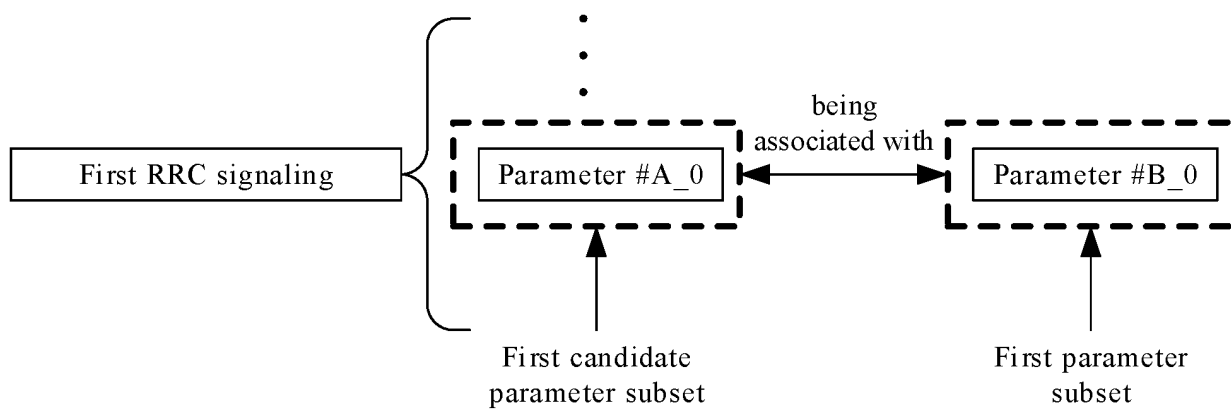 being
associated with
First RRC signaling
Parameter #A_0
Parameter #B_0
First candidate
parameter subset
First parameter
subset